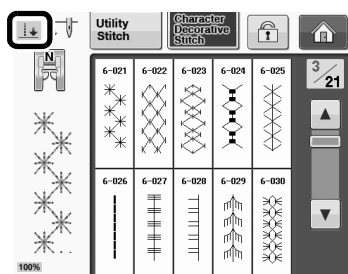 Utility
Stitch
Character
Decorative
Stitch
N
6-021 6-022 6-023 6-024 6-025
3/21
6-026 6-027 6-028 6-029 6-030
100%